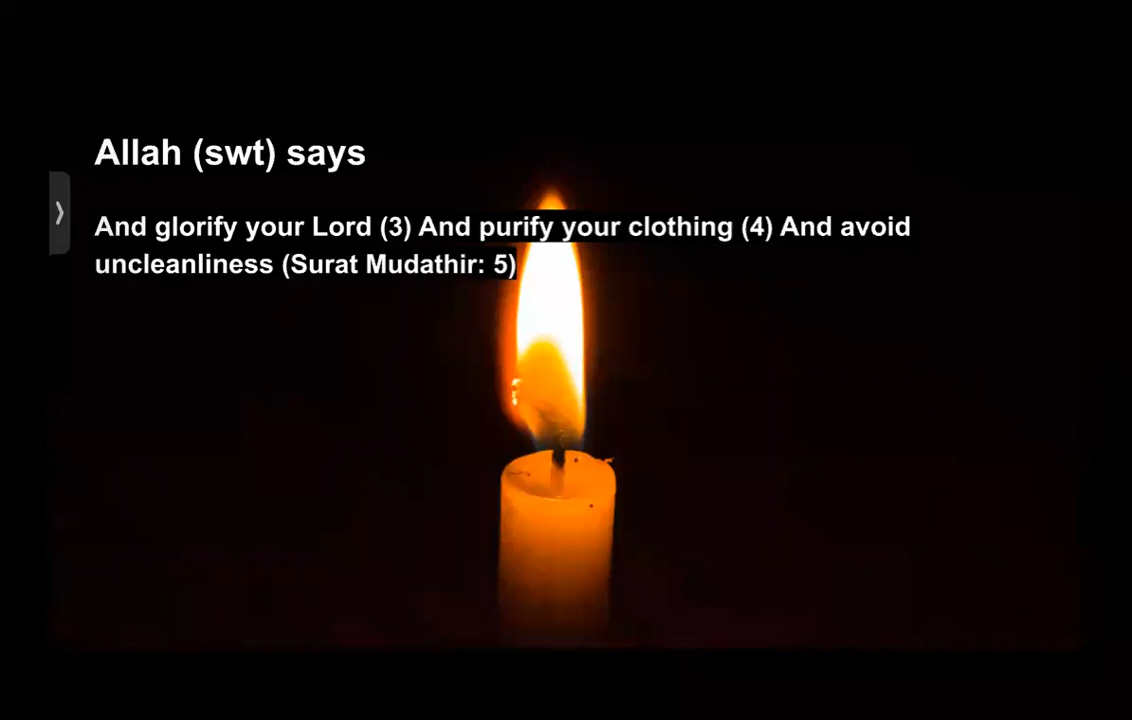 Allah (swt) says
And glorify your Lord (3) And purify your clothing (4) And avoid
uncleanliness (Surat Mudathir: 5)